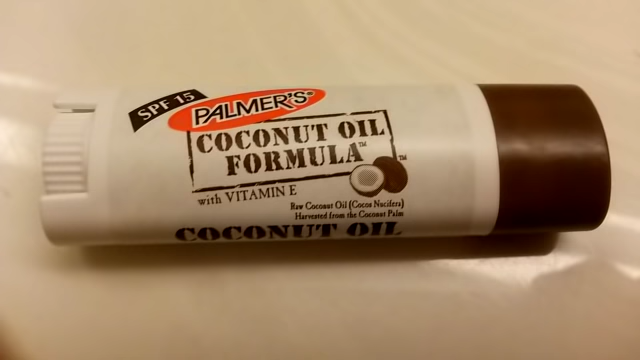 SPF 15
PALMER'S®
COCONUT OIL
FORMULA™
™
with VITAMIN E
Raw Coconut Oil (Cocos Nucifera)
Harvested from the Coconut Palm
COCONUT OIL